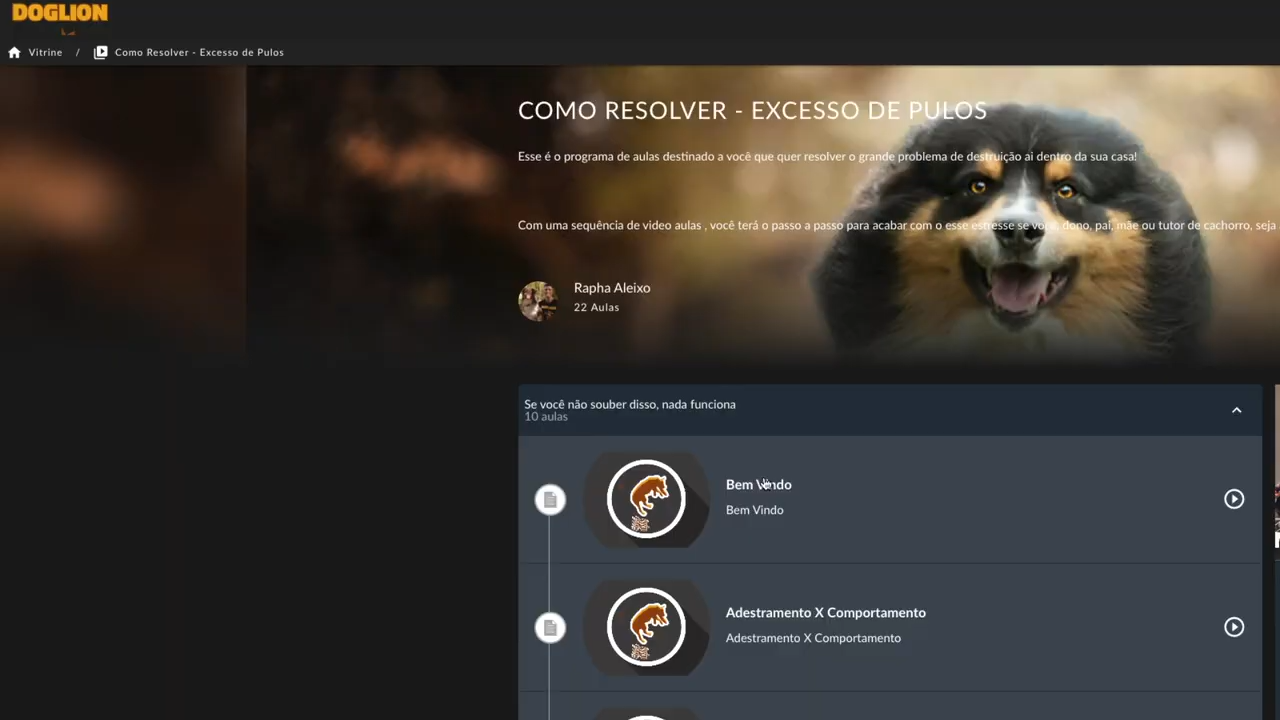 DOGLION
Vitrine / Como Resolver - Excesso de Pulos
COMO RESOLVER - EXCESSO DE PULOS
Esse é o programa de aulas destinado a você que quer resolver o grande problema de destruição ai dentro da sua casa!
Com uma sequência de video aulas , você terá o passo a passo para acabar com o esse estresse se você, dono, pai, mãe ou tutor de cachorro, seja
Rapha Aleixo
22 Aulas
Se você não souber disso, nada funciona
10 aulas
Bem Vindo
Bem Vindo
Adestramento X Comportamento
Adestramento X Comportamento